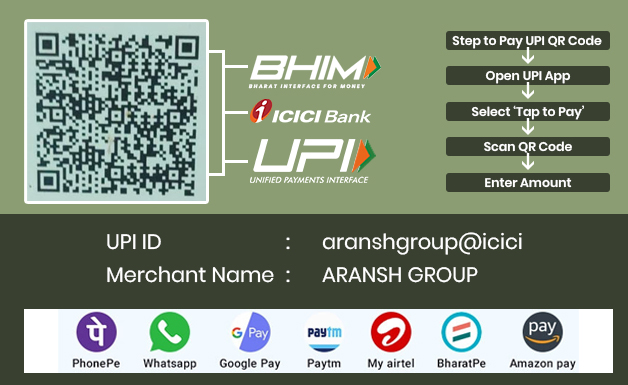 BHIM
BHARAT INTERFACE FOR MONEY
i ICICI Bank
UPI
UNIFIED PAYMENTS INTERFACE
Step to Pay UPI QR Code
Open UPI App
Select ‘Tap to Pay’
Scan QR Code
Enter Amount
UPI ID : aranshgroup@icici
Merchant Name : ARANSH GROUP
पे
G Pay
paytm
pay
PhonePe Whatsapp Google Pay Paytm My airtel BharatPe Amazon pay